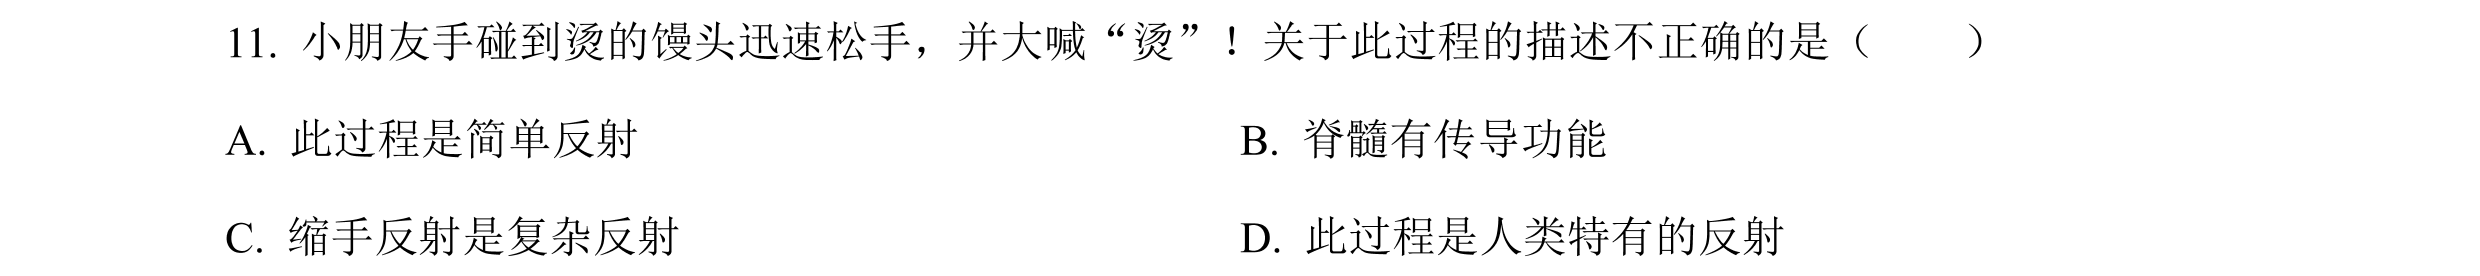 11. 小朋友手碰到烫的馒头迅速松手，并大喊“烫”！关于此过程的描述不正确的是（　　）
A. 此过程是简单反射　　B. 脊髓有传导功能
C. 缩手反射是复杂反射　　D. 此过程是人类特有的反射